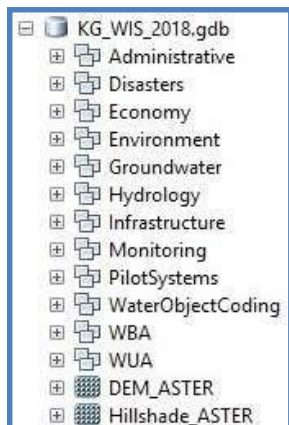 KG_WIS_2018.gdb
Administrative
Disasters
Economy
Environment
Groundwater
Hydrology
Infrastructure
Monitoring
PilotSystems
WaterObjectCoding
WBA
WUA
DEM_ASTER
Hillshade_ASTER